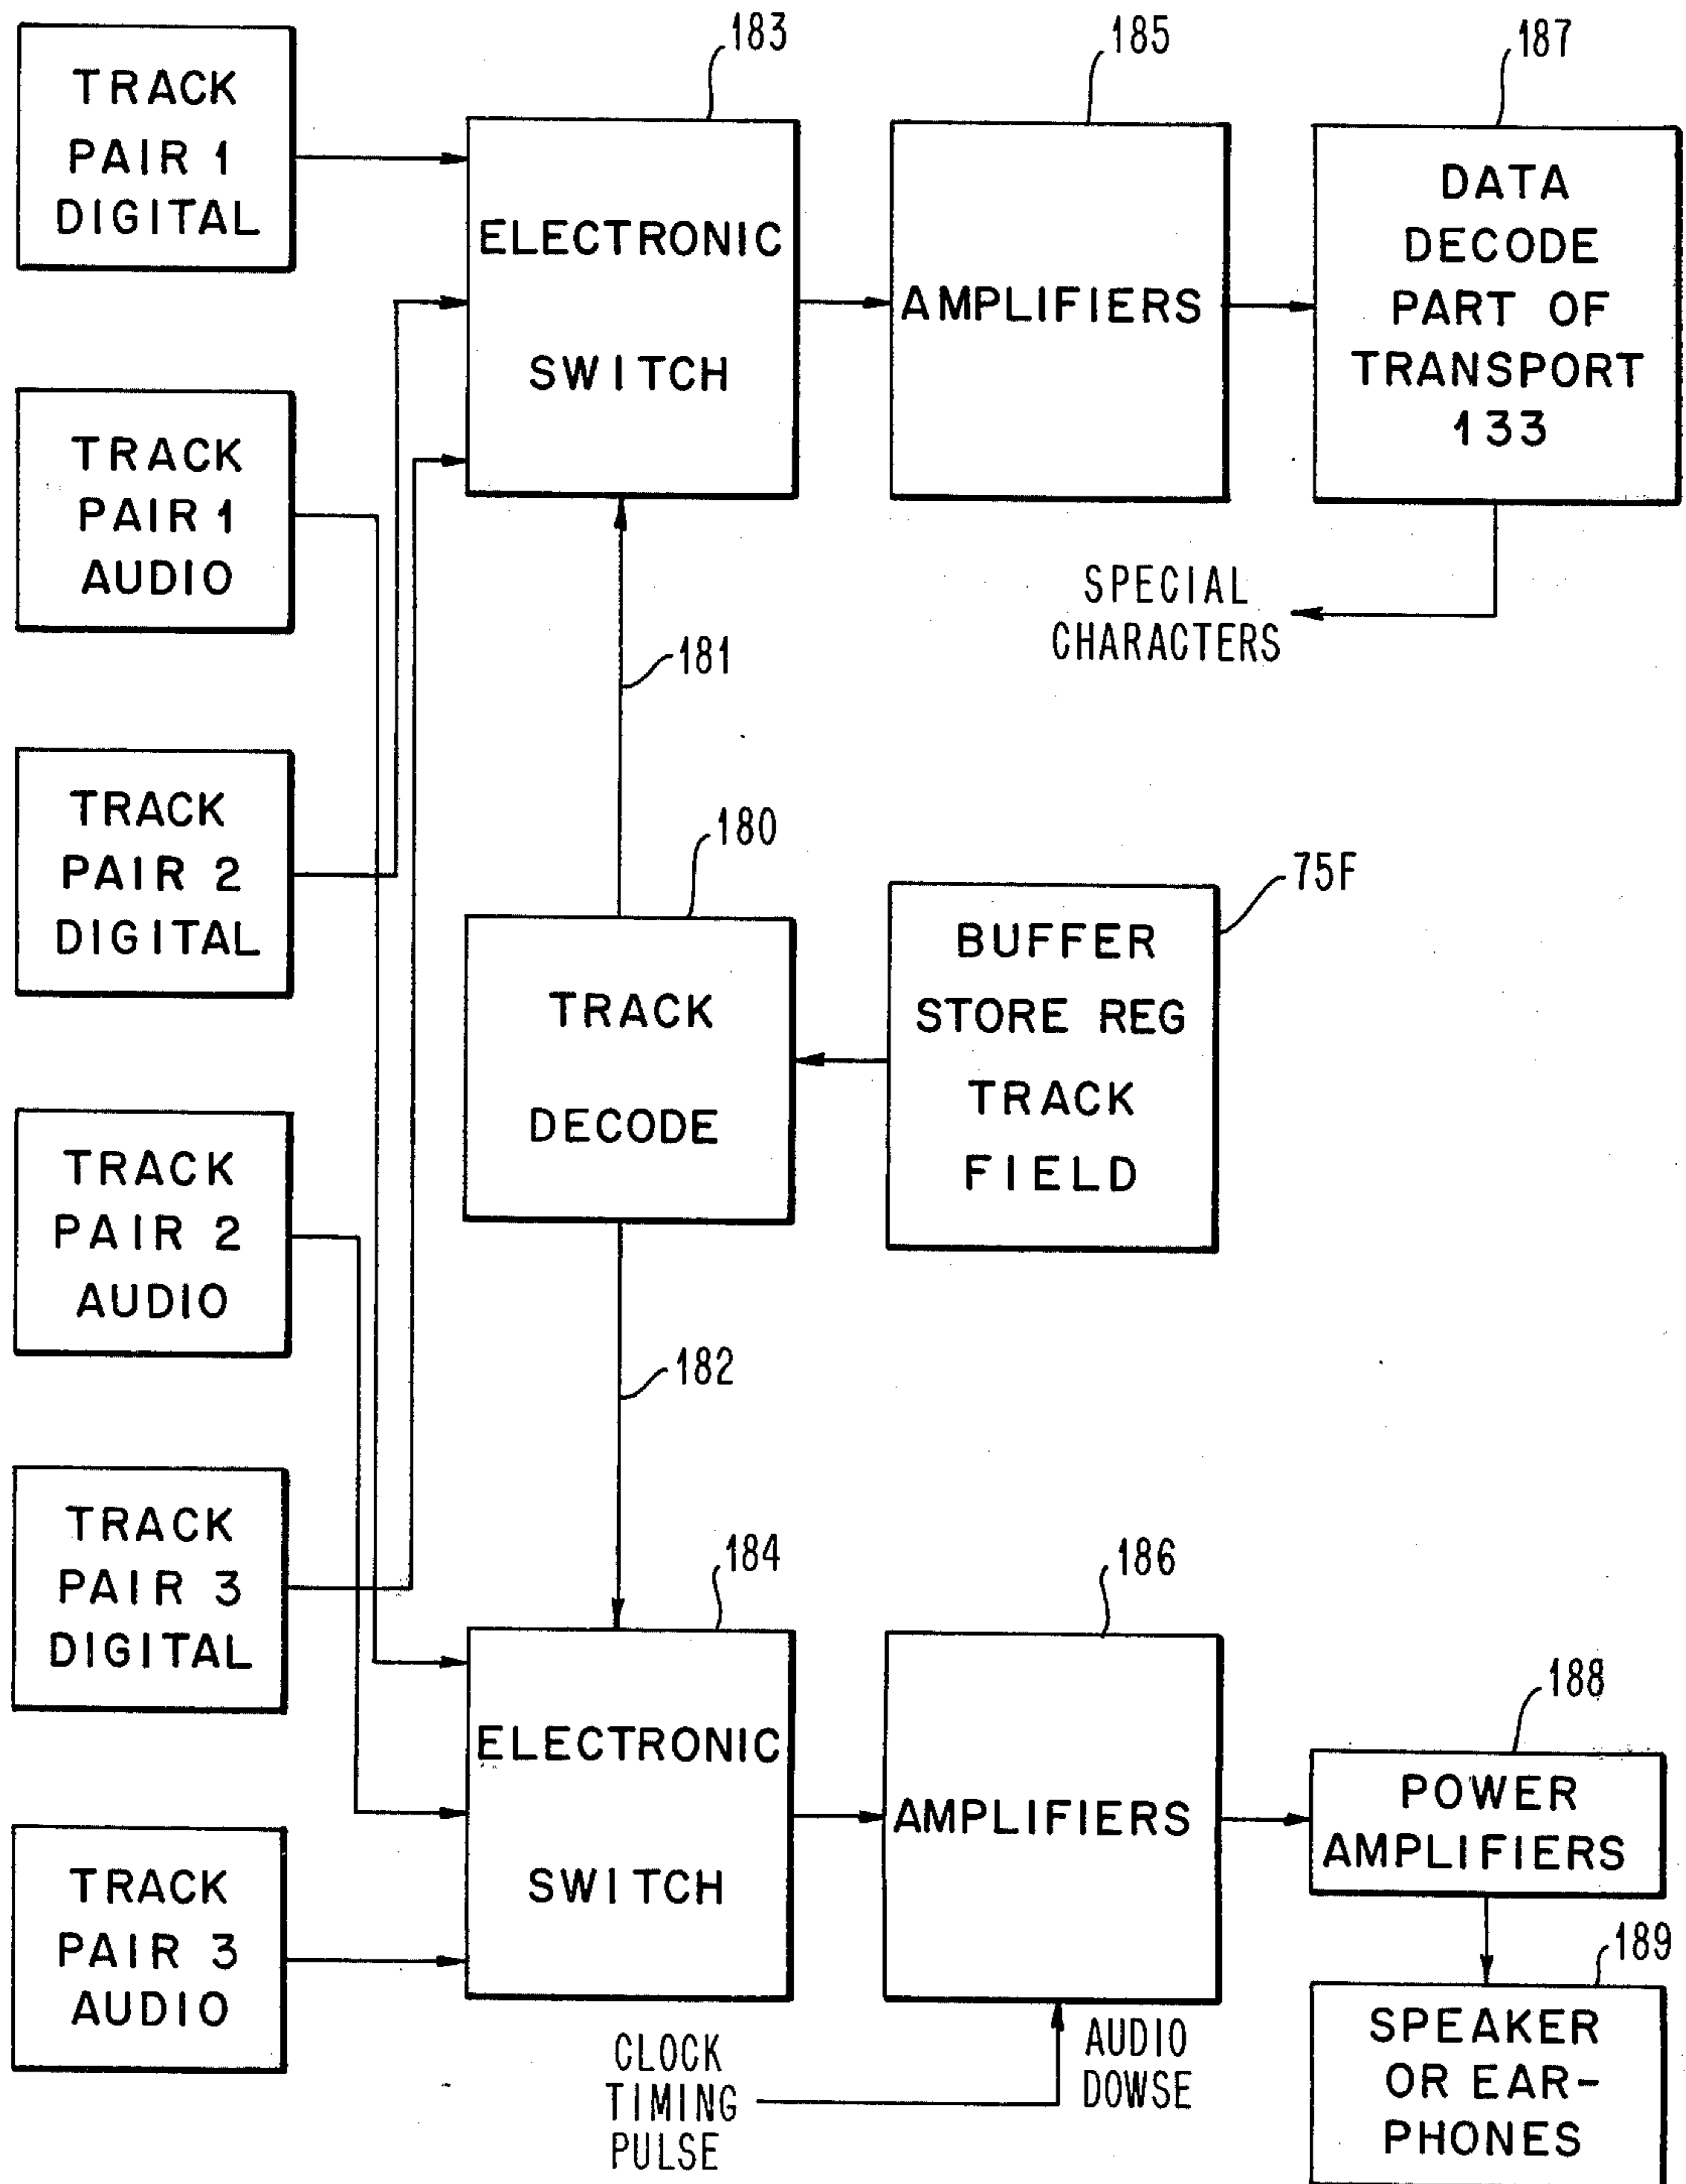 TRACK
PAIR 1
DIGITAL
183
ELECTRONIC
SWITCH
185
AMPLIFIERS
187
DATA
DECODE
PART OF
TRANSPORT
133
TRACK
PAIR 1
AUDIO
SPECIAL
CHARACTERS
181
TRACK
PAIR 2
DIGITAL
180
TRACK
DECODE
75F
BUFFER
STORE REG
TRACK
FIELD
TRACK
PAIR 2
AUDIO
182
TRACK
PAIR 3
DIGITAL
184
ELECTRONIC
SWITCH
186
AMPLIFIERS
188
POWER
AMPLIFIERS
TRACK
PAIR 3
AUDIO
189
SPEAKER
OR EAR-
PHONES
CLOCK
TIMING
PULSE
AUDIO
DOWSE